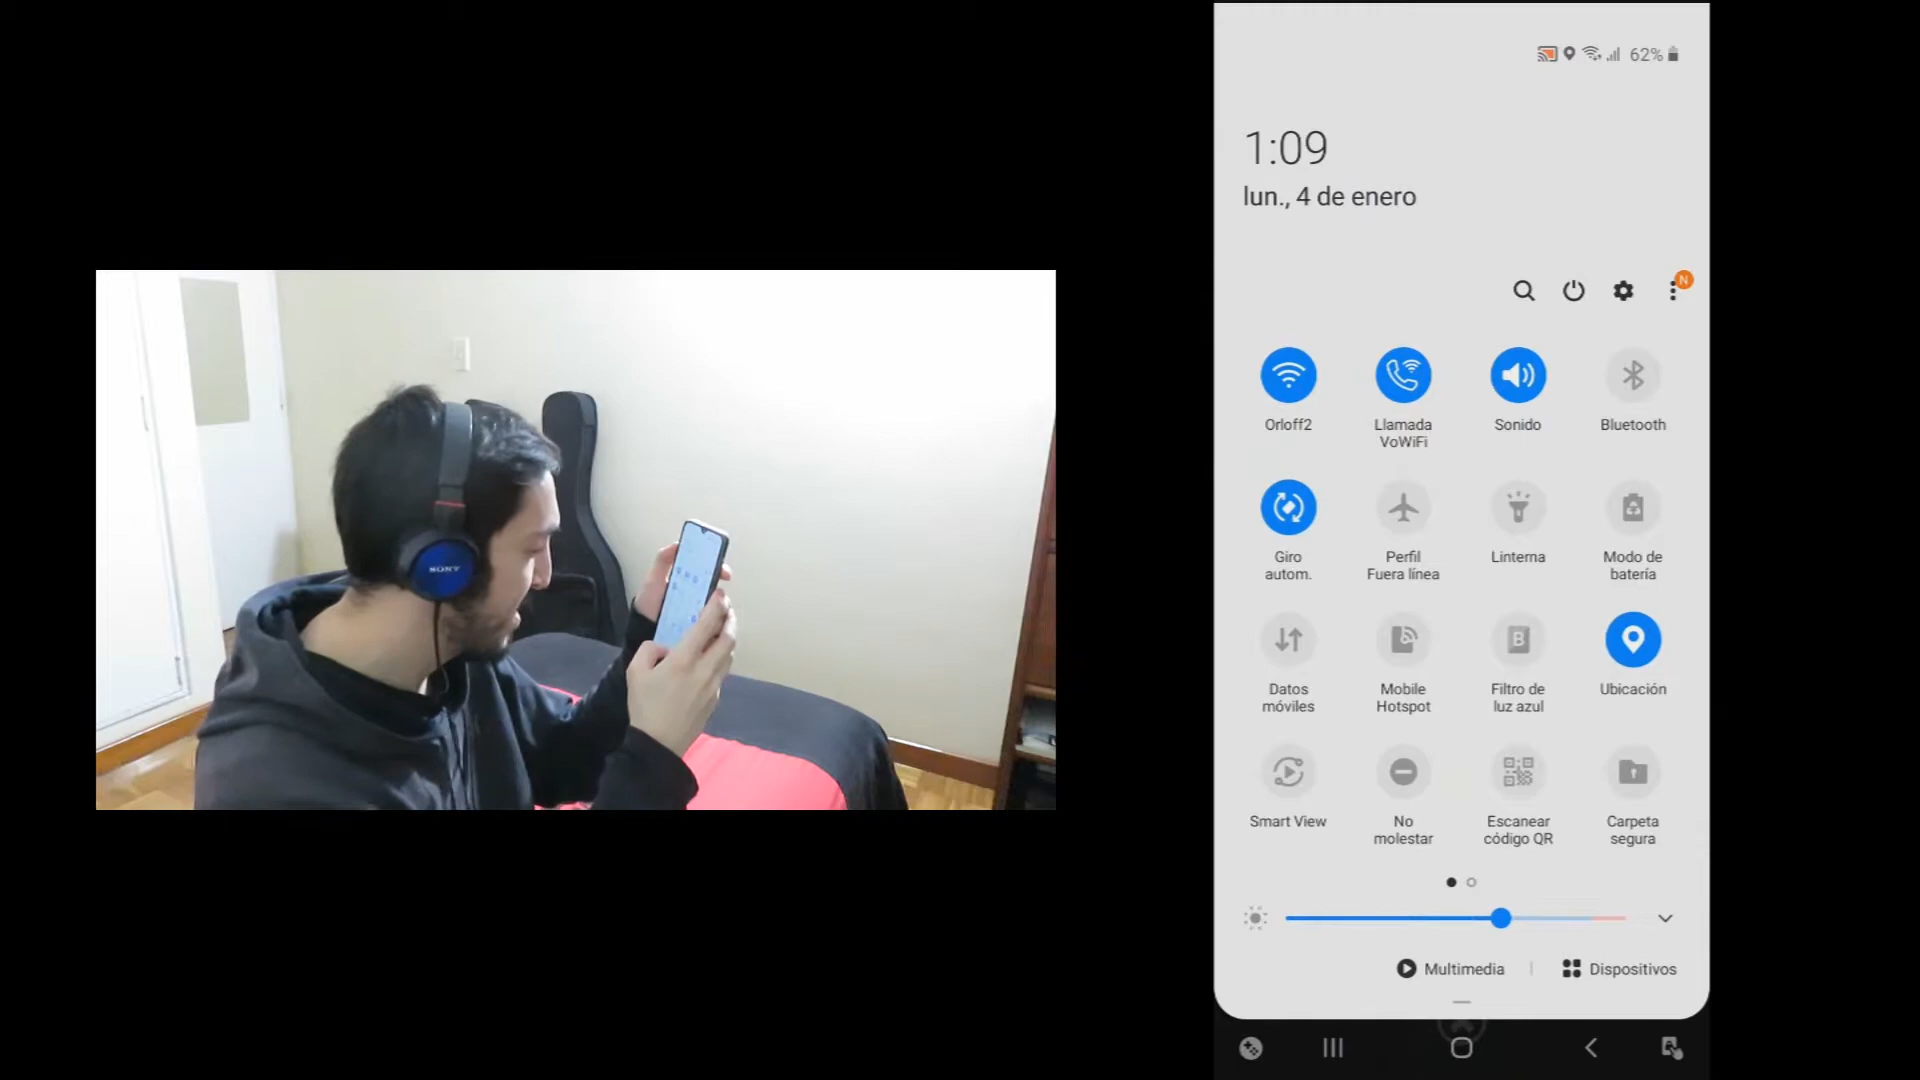 62%
1:09
lun., 4 de enero
N
Orloff2
Llamada
VoWiFi
Sonido
Bluetooth
Giro
autom.
Perfil
Fuera línea
Linterna
Modo de
batería
Datos
móviles
Mobile
Hotspot
B
Filtro de
luz azul
Ubicación
Smart View
No
molestar
Escanear
código QR
Carpeta
segura
Multimedia
Dispositivos
SONY